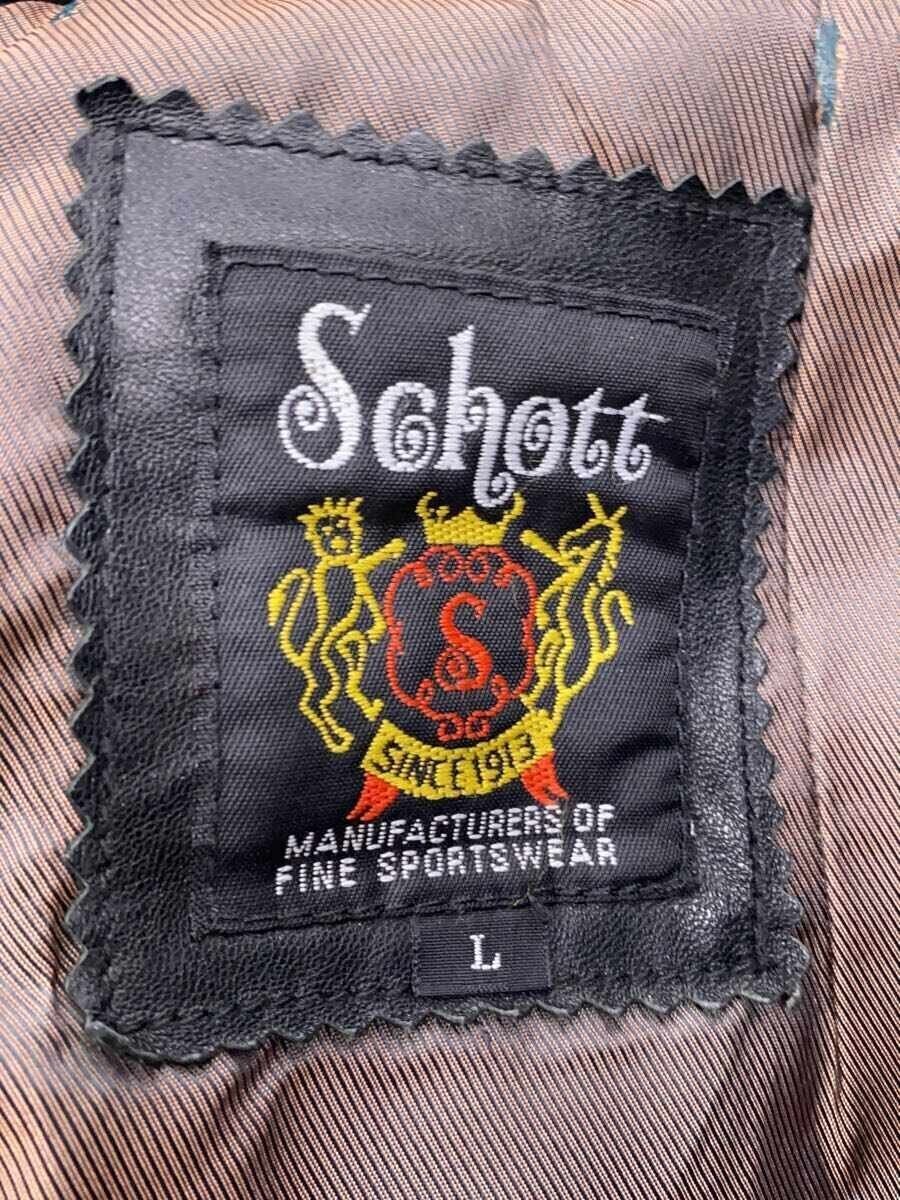 Schott
S
SINCE 1913
MANUFACTURERS OF
FINE SPORTSWEAR
L